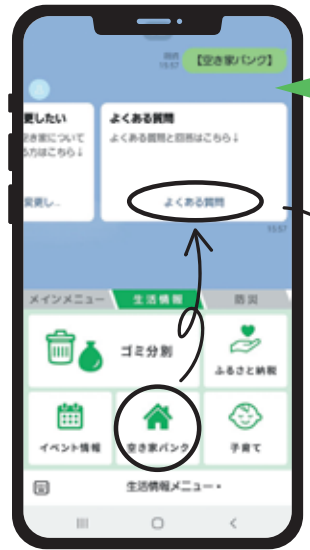 既読
13:57
【空き家バンク】
更したい
よくある質問
空き家について
よくある質問と回答はこちら↓
る方はこちら↓
変更し…
よくある質問
13:57
メインメニュー
生活情報
防災
ゴミ分別
ふるさと納税
イベント情報
空き家バンク
子育て
生活情報メニュー・